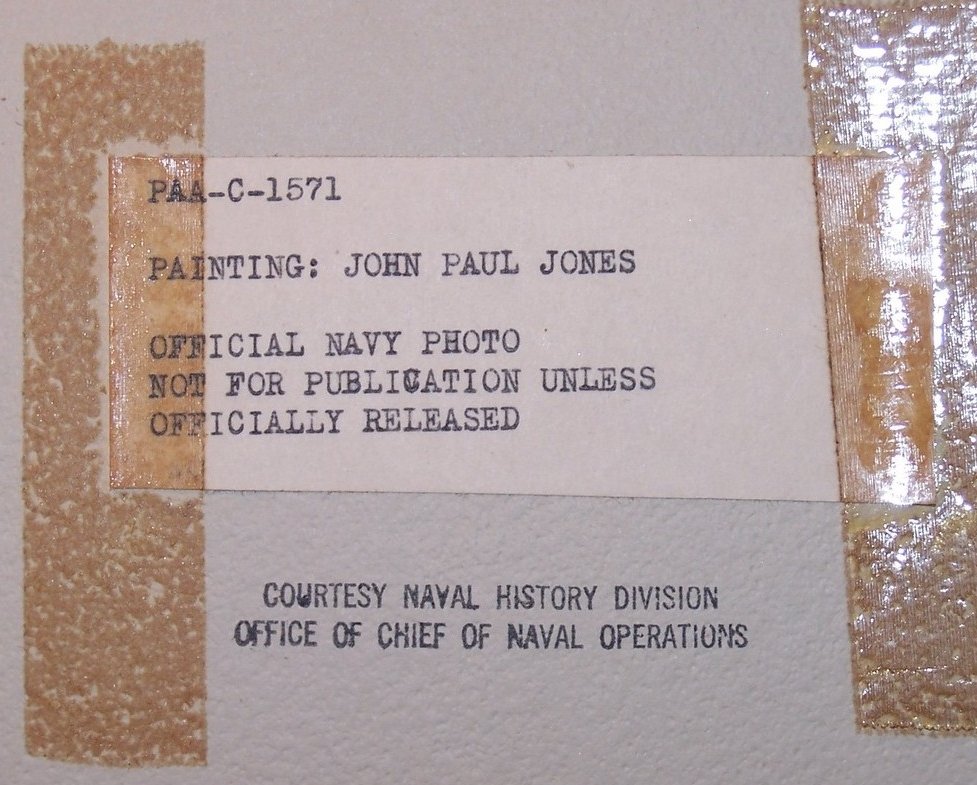 PAA-C-1571
PAINTING: JOHN PAUL JONES
OFFICIAL NAVY PHOTO
NOT FOR PUBLICATION UNLESS
OFFICIALLY RELEASED
COURTESY NAVAL HISTORY DIVISION
OFFICE OF CHIEF OF NAVAL OPERATIONS